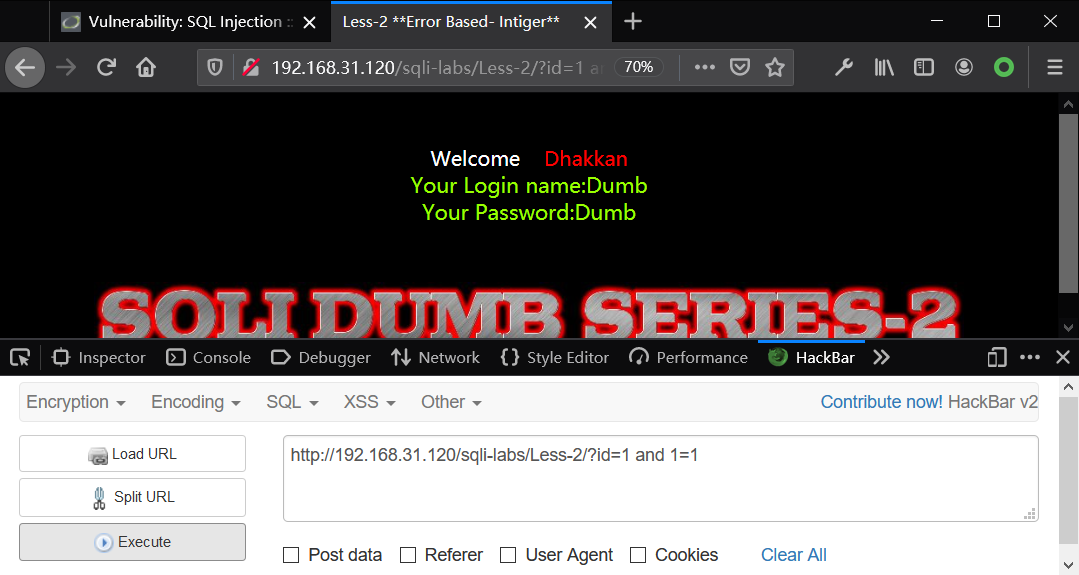 Vulnerability: SQL Injection ::
Less-2 **Error Based- Intiger**
192.168.31.120/sqli-labs/Less-2/?id=1 an
70%
Welcome Dhakkan
Your Login name:Dumb
Your Password:Dumb
SQLI DUMB SERIES-2
Inspector Console Debugger Network Style Editor Performance HackBar
Encryption Encoding SQL XSS Other Contribute now! HackBar v2
Load URL
http://192.168.31.120/sqli-labs/Less-2/?id=1 and 1=1
Split URL
Execute
Post data Referer User Agent Cookies Clear All